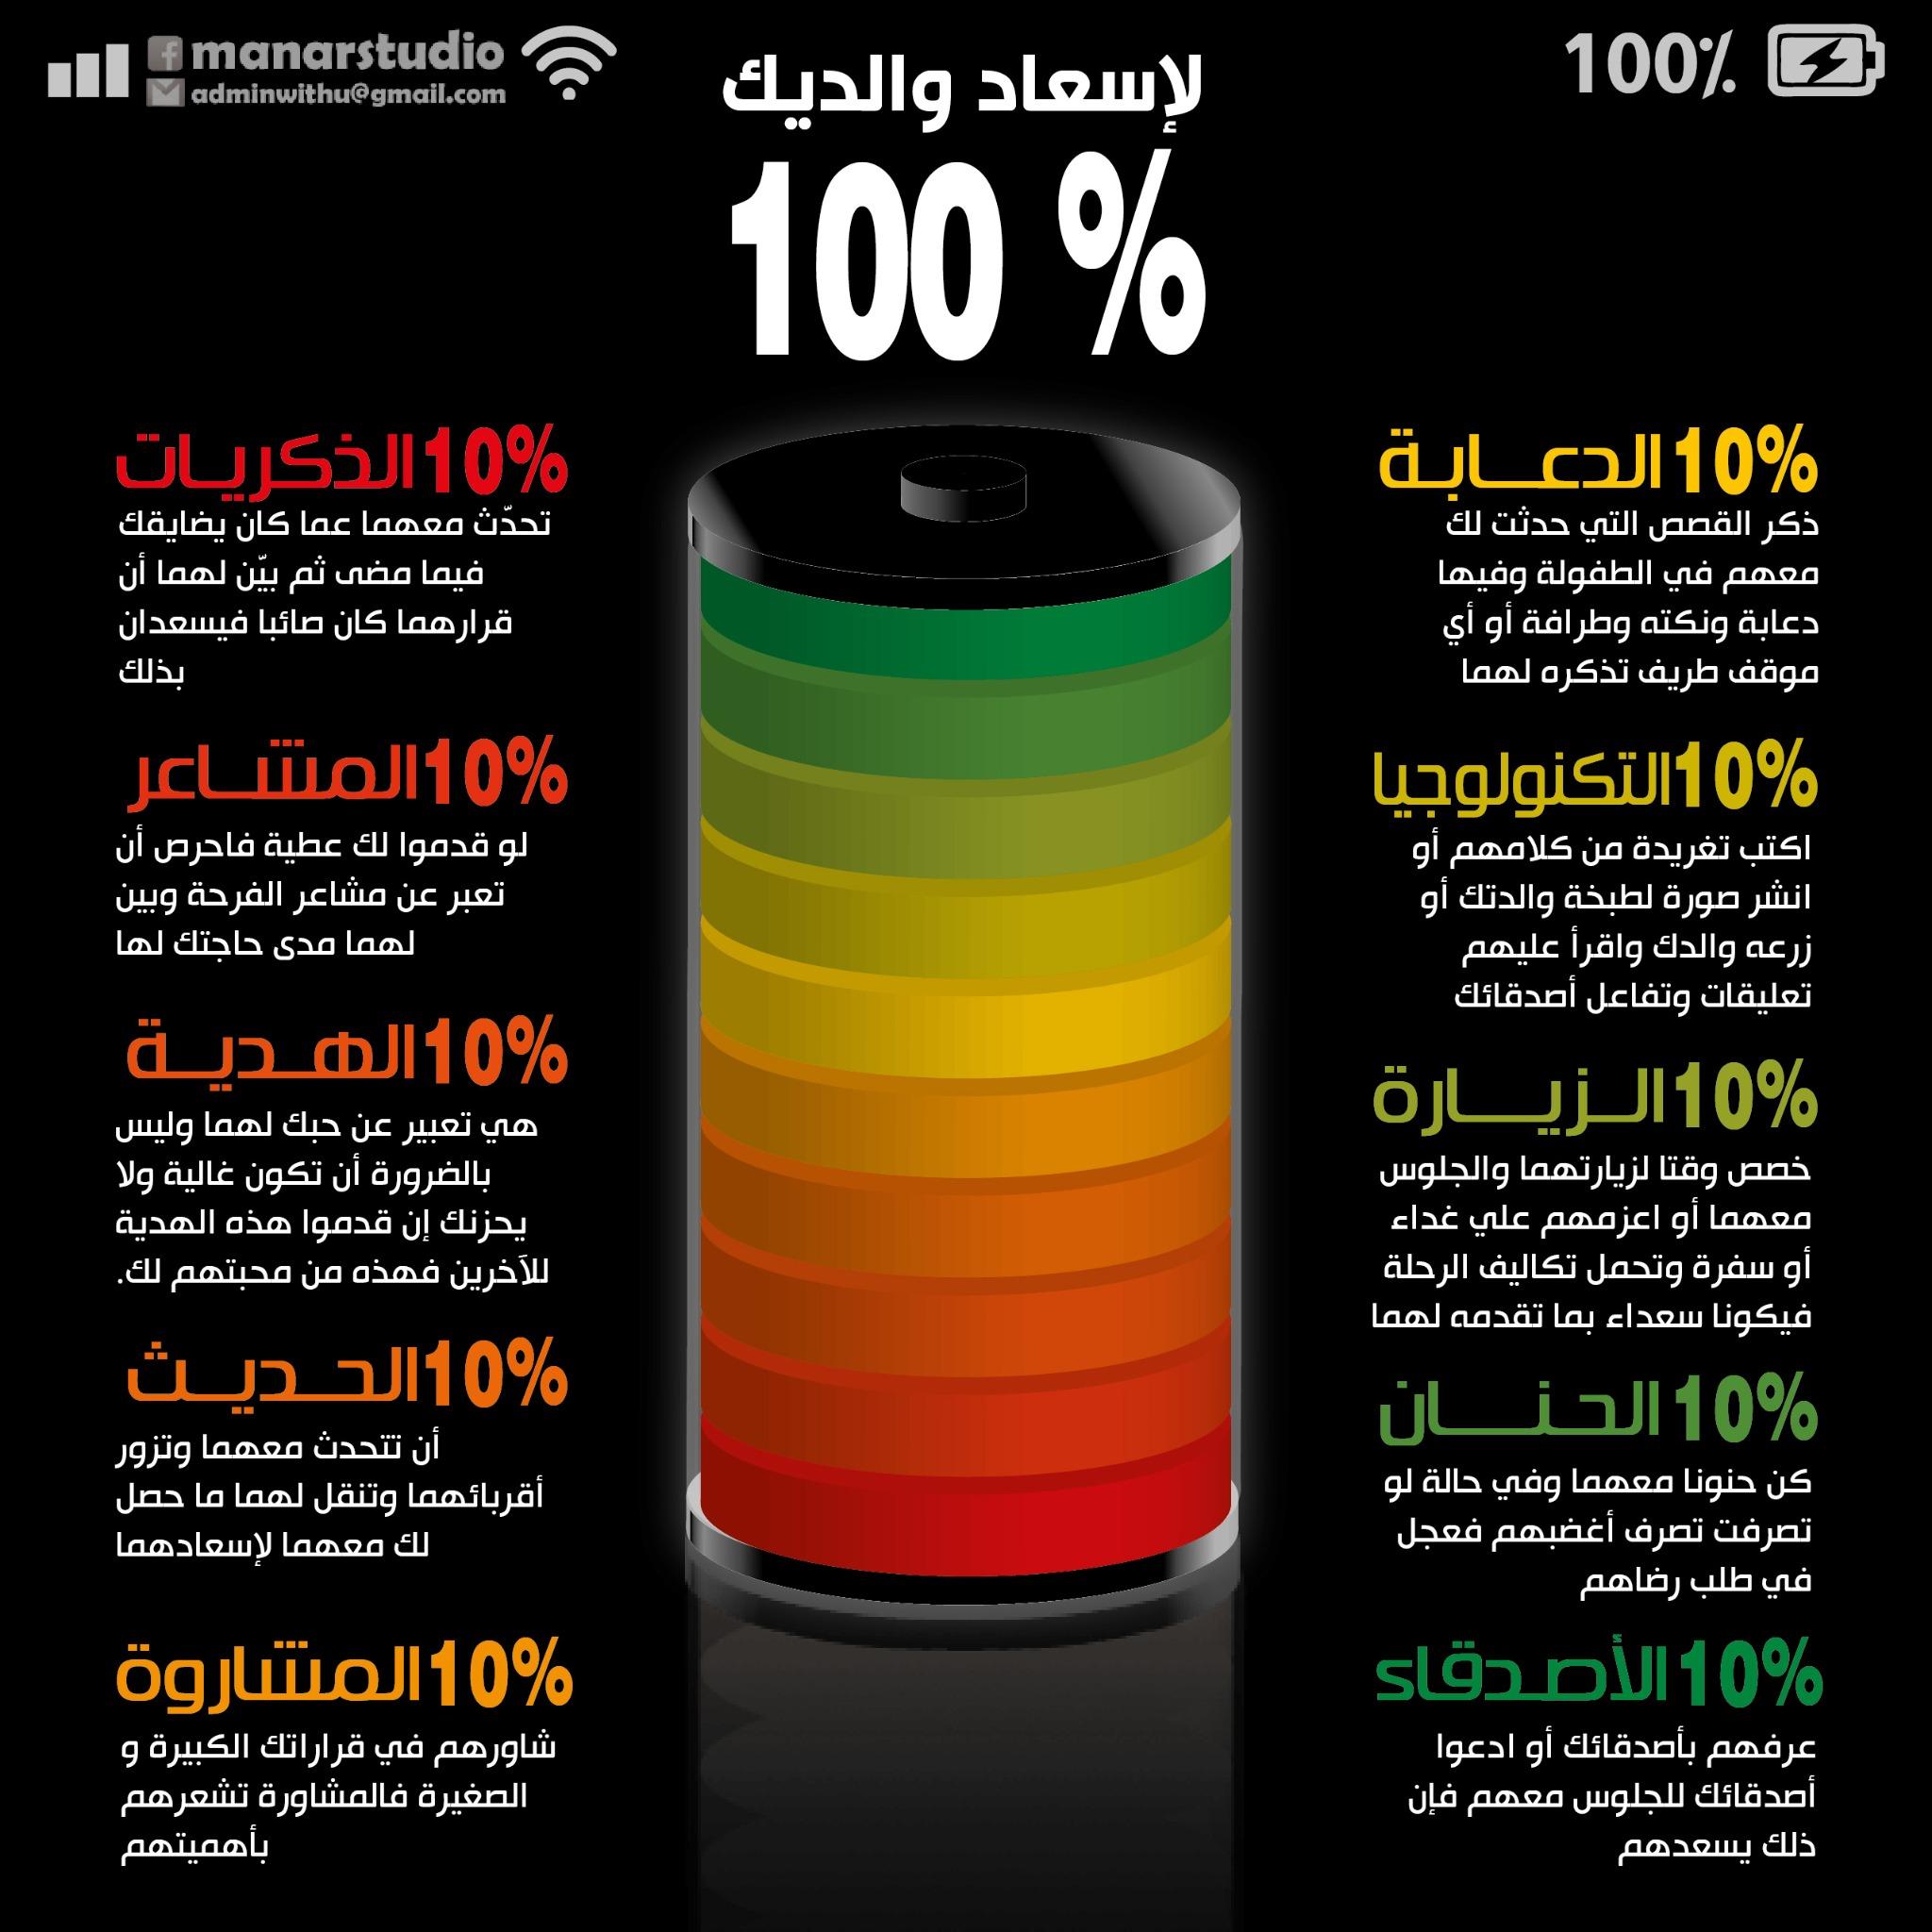 manarstudio
adminwithu@gmail.com
100%
لإسعاد والديك
100 %
10% الدعابة
ذكر القصص التي حدثت لك
معهم في الطفولة وفيها
دعابة ونكته وطرافة أو أي
موقف طريف تذكره لهما
10% التكنولوجيا
اكتب تغريدة من كلامهم أو
انشر صورة لطبخة والدتك أو
زرعه والدك واقرأ عليهم
تعليقات وتفاعل أصدقائك
10% الزيارة
خصص وقتا لزيارتهما والجلوس
معهما أو اعزمهم علي غداء
أو سفرة وتحمل تكاليف الرحلة
فيكونا سعداء بما تقدمه لهما
10% الحنان
كن حنونا معهما وفي حالة لو
تصرفت تصرف أغضبهم فعجل
في طلب رضاهم
10% الأصدقاء
عرفهم بأصدقائك أو ادعوا
أصدقائك للجلوس معهم فإن
ذلك يسعدهم
10% الذكريات
تحدّث معهما عما كان يضايقك
فيما مضى ثم بيّن لهما أن
قرارهما كان صائبا فيسعدان
بذلك
10% المشاعر
لو قدموا لك عطية فاحرص أن
تعبر عن مشاعر الفرحة وبين
لهما مدى حاجتك لها
10% الهدية
هي تعبير عن حبك لهما وليس
بالضرورة أن تكون غالية ولا
يحزنك إن قدموا هذه الهدية
للآخرين فهذه من محبتهم لك.
10% الحديث
أن تتحدث معهما وتزور
أقربائهما وتنقل لهما ما حصل
لك معهما لإسعادهما
10% المشاروة
شاورهم في قراراتك الكبيرة و
الصغيرة فالمشاورة تشعرهم
بأهميتهم